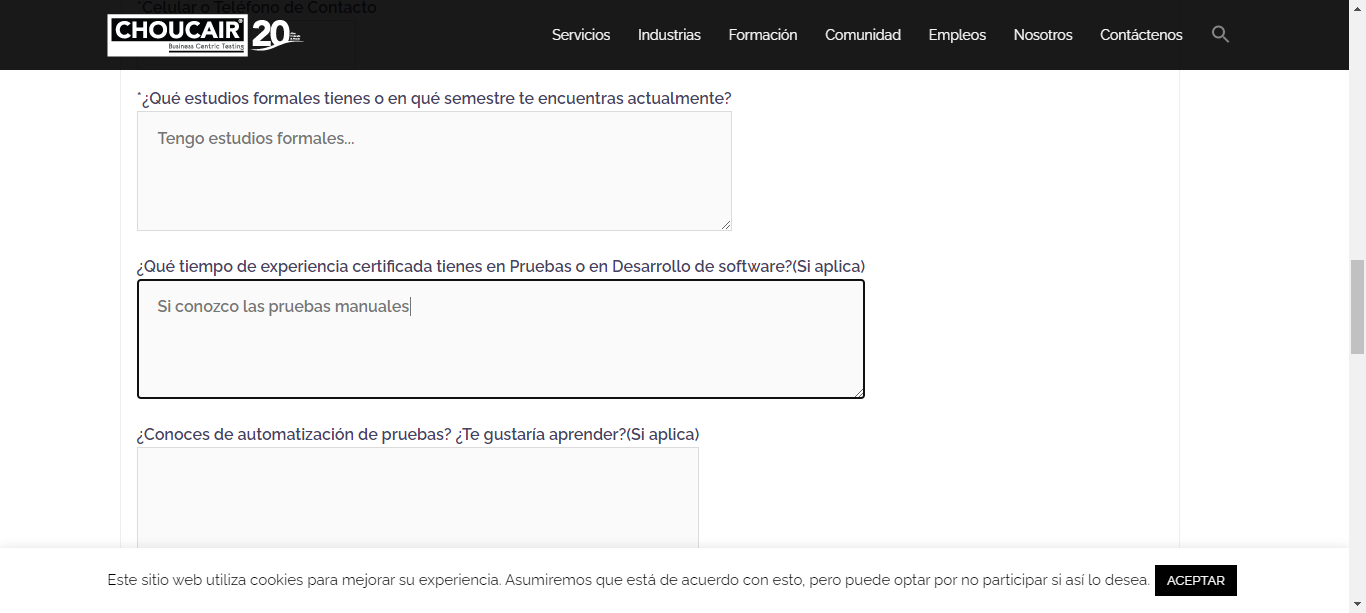 *Celular o Teléfono de Contacto
CHOUCAIR
Business Centric Testing
20
Servicios
Industrias
Formación
Comunidad
Empleos
Nosotros
Contáctenos
*¿Qué estudios formales tienes o en qué semestre te encuentras actualmente?
Tengo estudios formales...
¿Qué tiempo de experiencia certificada tienes en Pruebas o en Desarrollo de software?(Si aplica)
Si conozco las pruebas manuales
¿Conoces de automatización de pruebas? ¿Te gustaría aprender?(Si aplica)
Este sitio web utiliza cookies para mejorar su experiencia. Asumiremos que está de acuerdo con esto, pero puede optar por no participar si así lo desea.
ACEPTAR